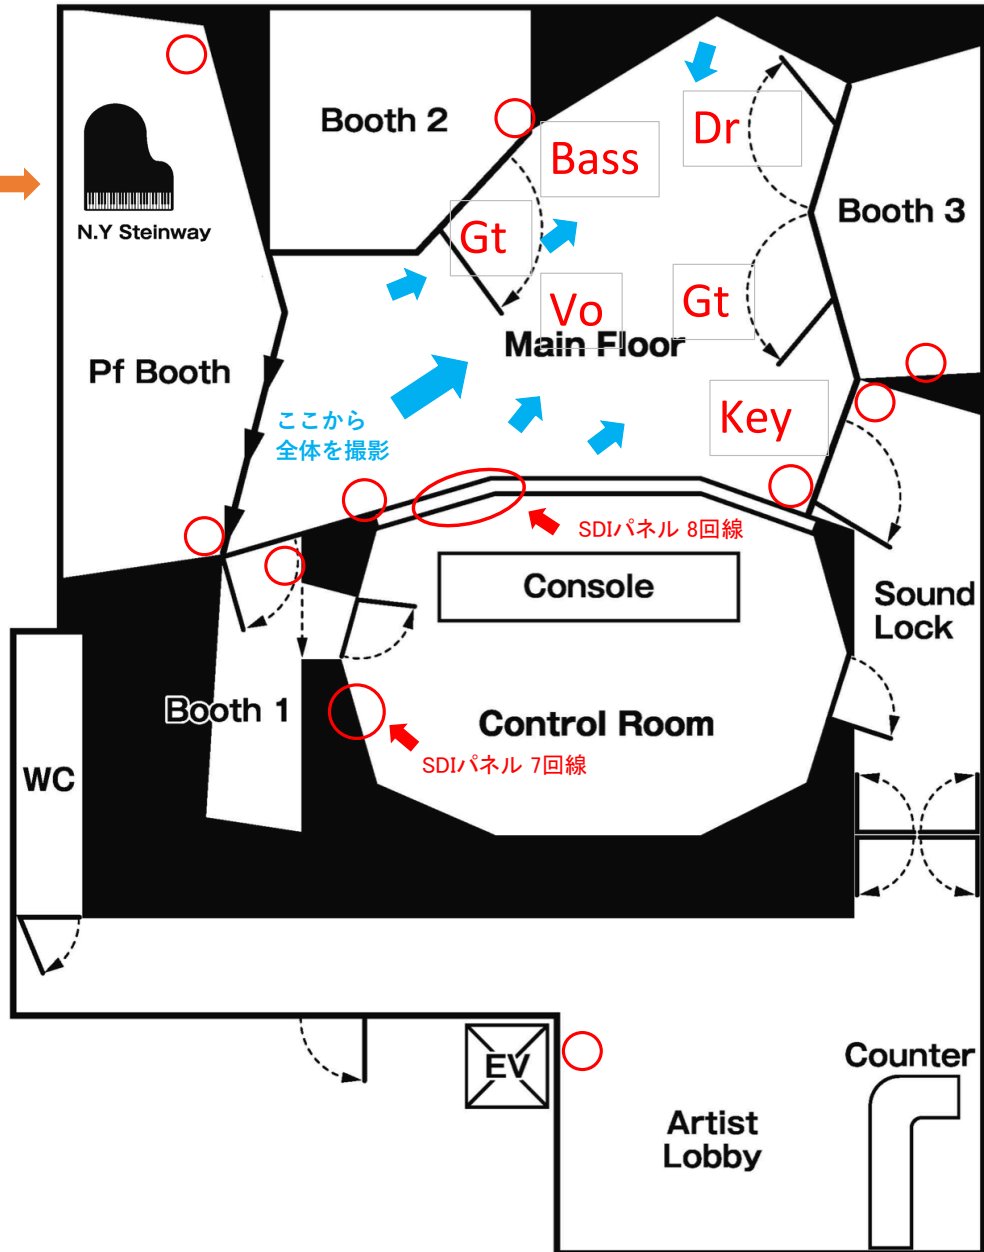 Booth 2
Dr
Bass
Booth 3
N.Y Steinway
Gt
Vo
Gt
Main Floor
Pf Booth
Key
ここから
全体を撮影
SDIパネル 8回線
Console
Sound
Lock
Booth 1
Control Room
SDIパネル 7回線
WC
EV
Counter
Artist
Lobby